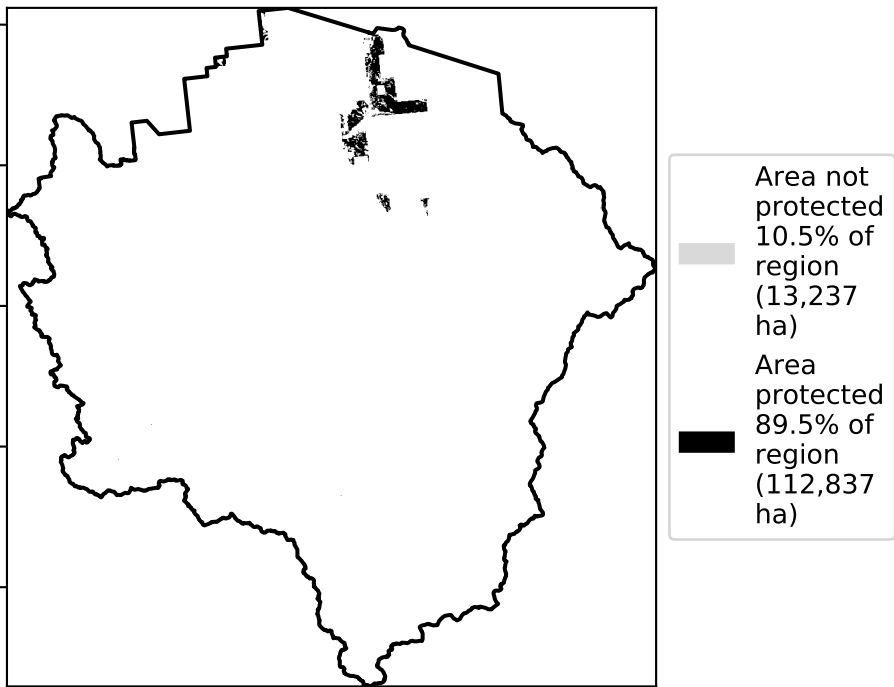 Area not
protected
10.5% of
region
(13,237
ha)
Area
protected
89.5% of
region
(112,837
ha)